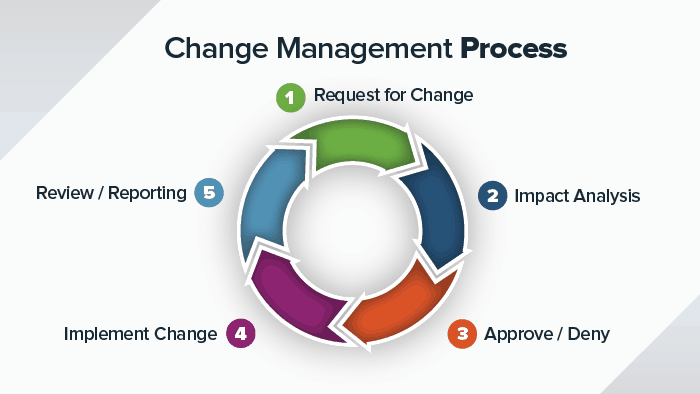 Change Management Process
1 Request for Change
2 Impact Analysis
3 Approve / Deny
4 Implement Change
5 Review / Reporting